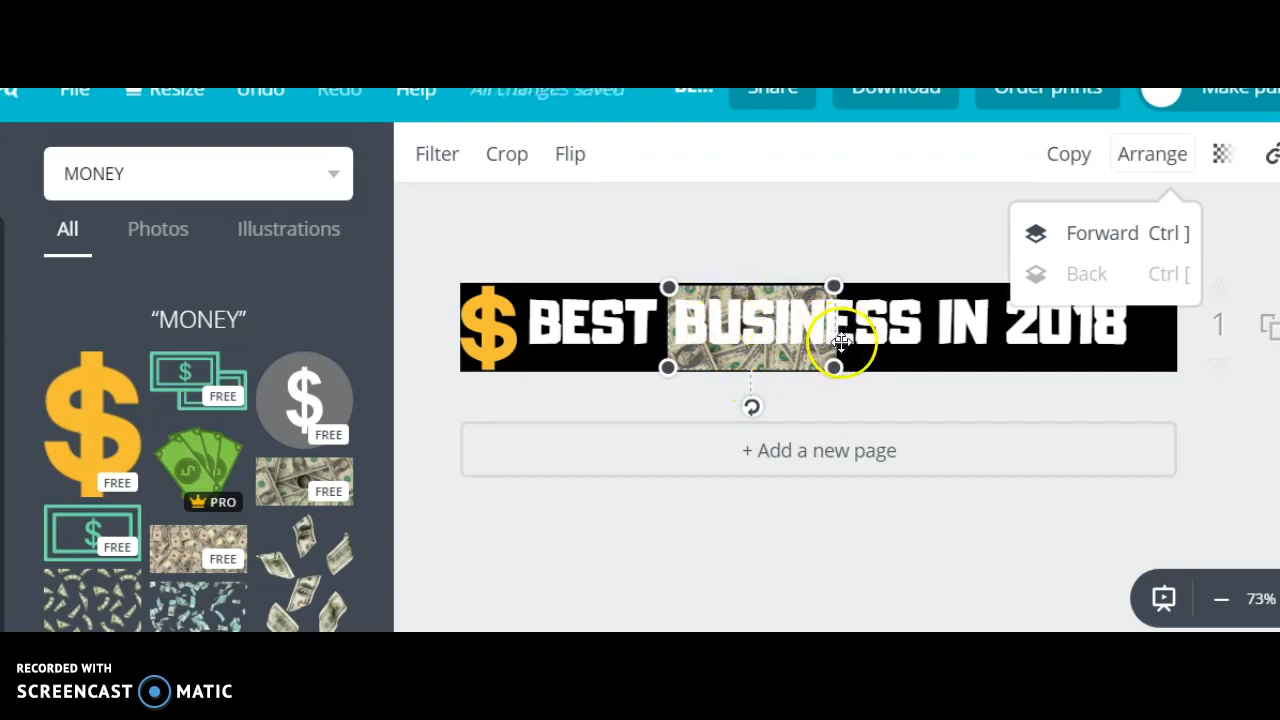 File Resize Undo Redo Help All changes saved BE... Share Download Order prints
MONEY
Filter Crop Flip Copy Arrange
All Photos Illustrations
Forward Ctrl ]
Back Ctrl [
"MONEY"
$ BEST BUSINESS IN 2018
1
$ FREE
$ FREE
$ FREE
PRO
FREE
+ Add a new page
$ FREE
FREE
73%
RECORDED WITH
SCREENCAST MATIC